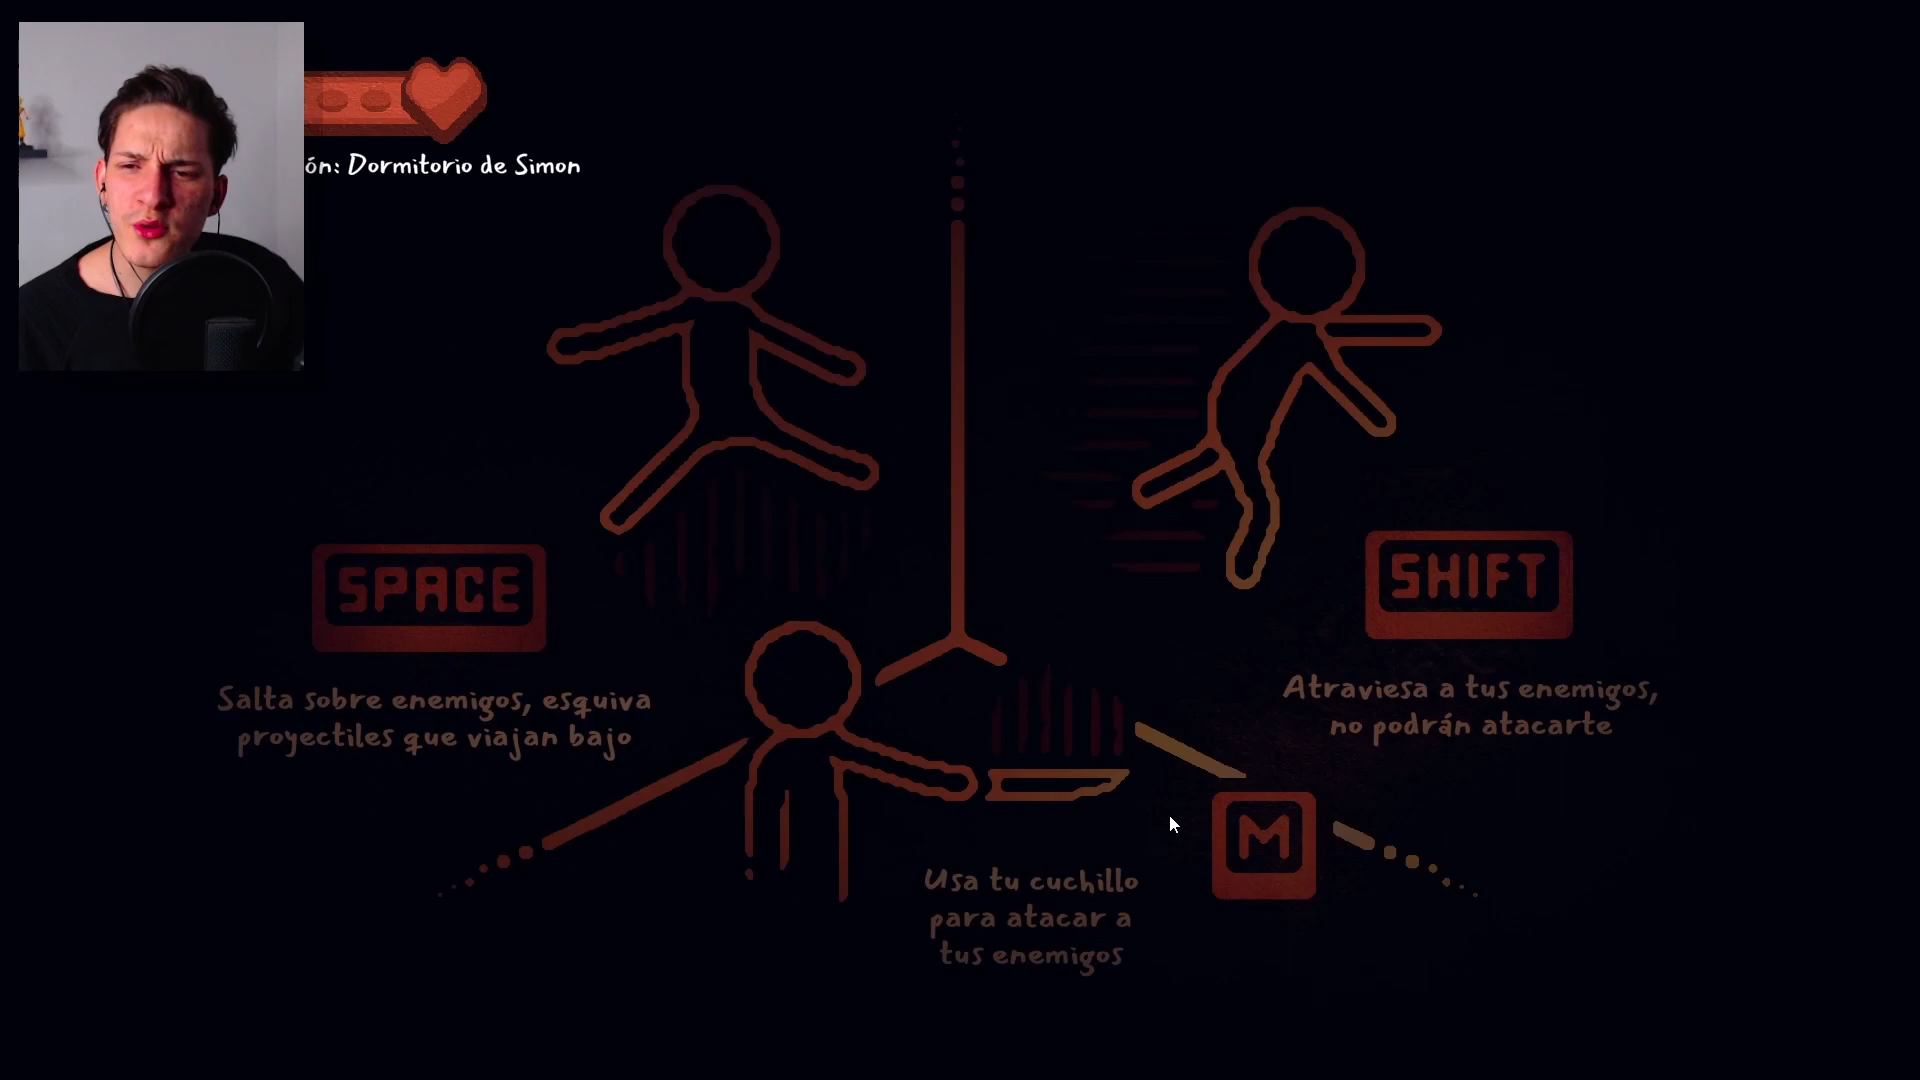 ón: Dormitorio de Simon
SPACE
SHIFT
Salta sobre enemigos, esquiva
proyectiles que viajan bajo
Atraviesa a tus enemigos,
no podrán atacarte
M
Usa tu cuchillo
para atacar a
tus enemigos